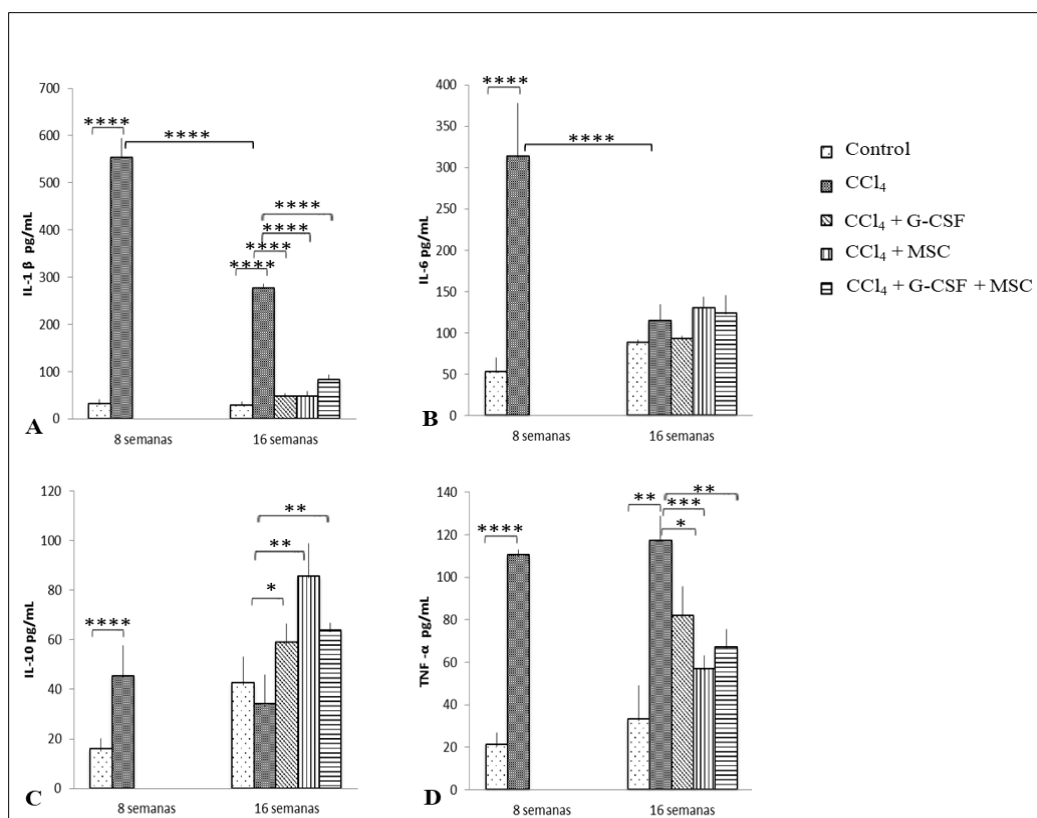 700
600
500
400
300
200
100
0
IL-1 β pg/mL
****
****
****
****
****
****
A
8 semanas
16 semanas
400
350
300
250
200
150
100
50
0
IL-6 pg/mL
****
****
B
8 semanas
16 semanas
Control
CCl₄
CCl₄ + G-CSF
CCl₄ + MSC
CCl₄ + G-CSF + MSC
120
100
80
60
40
20
0
IL-10 pg/mL
****
**
**
*
C
8 semanas
16 semanas
140
120
100
80
60
40
20
0
TNF -α pg/mL
****
**
**
***
*
D
8 semanas
16 semanas